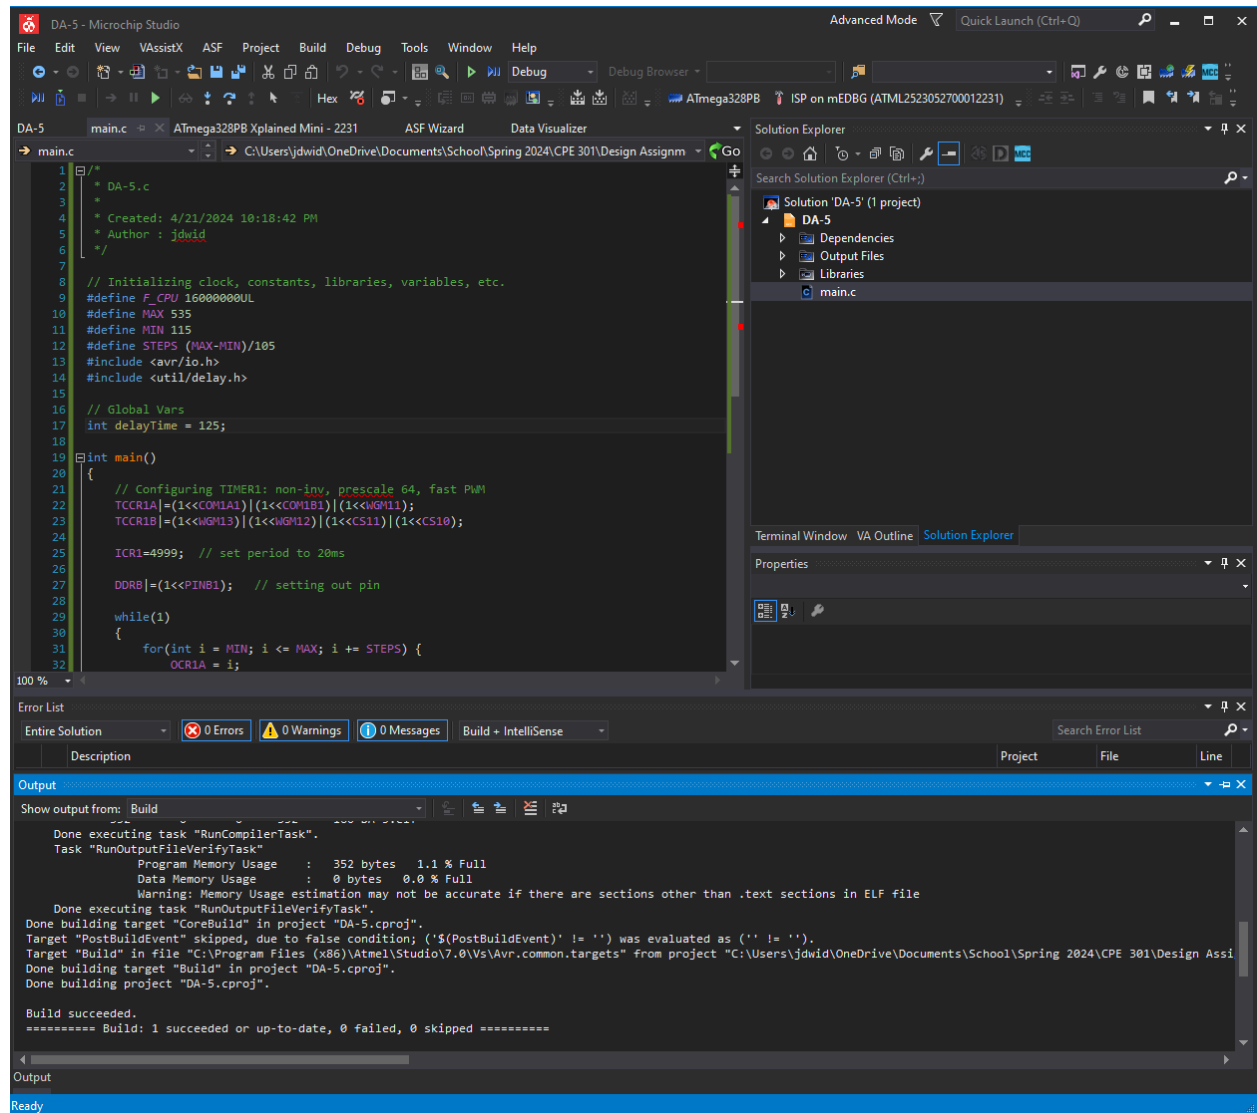 DA-5 - Microchip Studio
Advanced Mode
Quick Launch (Ctrl+Q)
File Edit View VAssistX ASF Project Build Debug Tools Window Help
Debug
Debug Browser
Hex
ATmega328PB
ISP on mEDBG (ATML2523052700012231)
DA-5 main.c ATmega328PB Xplained Mini - 2231 ASF Wizard Data Visualizer
main.c
C:\Users\jdwid\OneDrive\Documents\School\Spring 2024\CPE 301\Design Assignm
Go
1 /*
2 * DA-5.c
3 *
4 * Created: 4/21/2024 10:18:42 PM
5 * Author : jdwid
6 */
7
8 // Initializing clock, constants, libraries, variables, etc.
9 #define F_CPU 16000000UL
10 #define MAX 535
11 #define MIN 115
12 #define STEPS (MAX-MIN)/105
13 #include <avr/io.h>
14 #include <util/delay.h>
15
16 // Global Vars
17 int delayTime = 125;
18
19 int main()
20 {
21 // Configuring TIMER1: non-inv, prescale 64, fast PWM
22 TCCR1A|=(1<<COM1A1)|(1<<COM1B1)|(1<<WGM11);
23 TCCR1B|=(1<<WGM13)|(1<<WGM12)|(1<<CS11)|(1<<CS10);
24
25 ICR1=4999; // set period to 20ms
26
27 DDRB|=(1<<PINB1); // setting out pin
28
29 while(1)
30 {
31 for(int i = MIN; i <= MAX; i += STEPS) {
32 OCR1A = i;
100 %
Solution Explorer
MCC
Search Solution Explorer (Ctrl+;)
Solution 'DA-5' (1 project)
DA-5
Dependencies
Output Files
Libraries
main.c
Terminal Window VA Outline Solution Explorer
Properties
Error List
Entire Solution
0 Errors
0 Warnings
0 Messages
Build + IntelliSense
Search Error List
Description Project File Line
Output
Show output from: Build
Done executing task "RunCompilerTask".
Task "RunOutputFileVerifyTask"
Program Memory Usage : 352 bytes 1.1 % Full
Data Memory Usage : 0 bytes 0.0 % Full
Warning: Memory Usage estimation may not be accurate if there are sections other than .text sections in ELF file
Done executing task "RunOutputFileVerifyTask".
Done building target "CoreBuild" in project "DA-5.cproj".
Target "PostBuildEvent" skipped, due to false condition; ('$(PostBuildEvent)' != '') was evaluated as ('' != '').
Target "Build" in file "C:\Program Files (x86)\Atmel\Studio\7.0\Vs\Avr.common.targets" from project "C:\Users\jdwid\OneDrive\Documents\School\Spring 2024\CPE 301\Design Assi
Done building target "Build" in project "DA-5.cproj".
Done building project "DA-5.cproj".
Build succeeded.
========== Build: 1 succeeded or up-to-date, 0 failed, 0 skipped ==========
Output
Ready